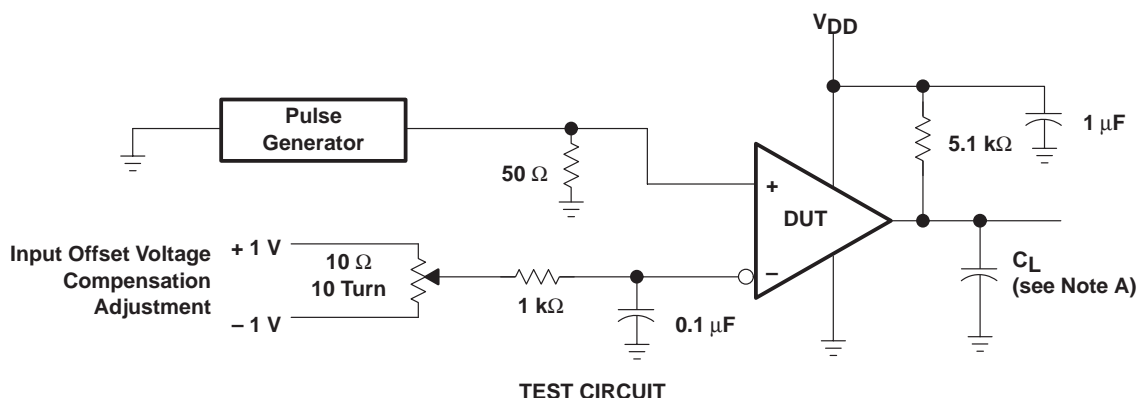 VDD
Pulse
Generator
1 µF
5.1 kΩ
50 Ω
+
DUT
−
Input Offset Voltage
Compensation
Adjustment
+ 1 V
10 Ω
10 Turn
− 1 V
1 kΩ
0.1 µF
CL
(see Note A)
TEST CIRCUIT